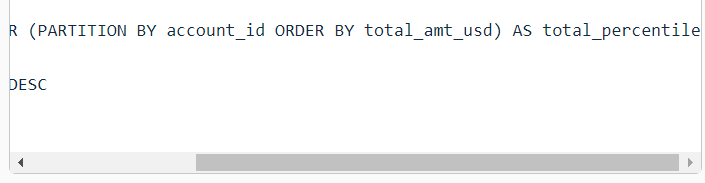 R (PARTITION BY account_id ORDER BY total_amt_usd) AS total_percentile
DESC